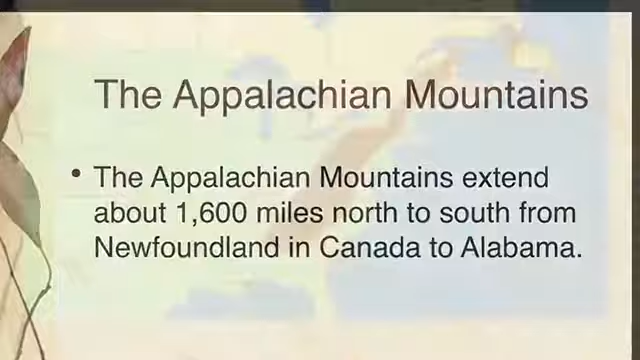 The Appalachian Mountains
• The Appalachian Mountains extend
about 1,600 miles north to south from
Newfoundland in Canada to Alabama.